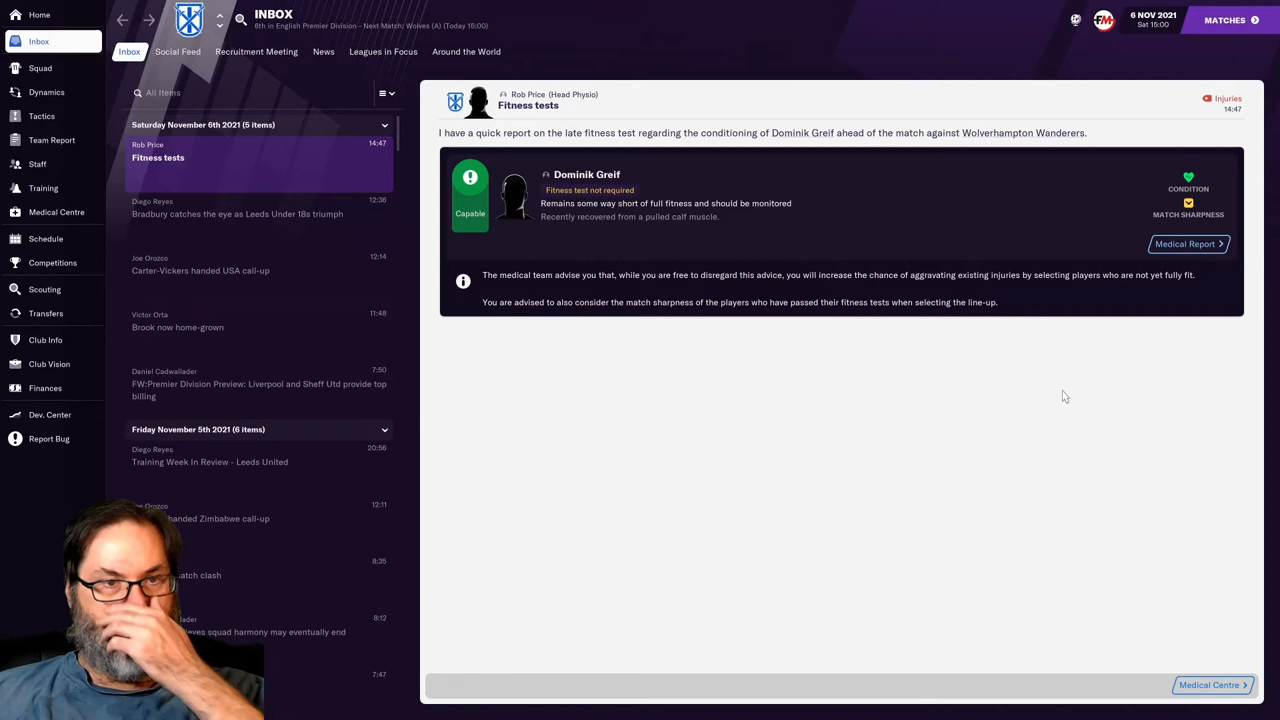 Home
Inbox
Squad
Dynamics
Tactics
Team Report
Staff
Training
Medical Centre
Schedule
Competitions
Scouting
Transfers
Club Info
Club Vision
Finances
Dev. Center
Report Bug
INBOX
6th in English Premier Division - Next Match: Wolves (A) (Today 15:00)
FM
6 NOV 2021
Sat 15:00
MATCHES
Inbox
Social Feed
Recruitment Meeting
News
Leagues in Focus
Around the World
All Items
Saturday November 6th 2021 (5 items)
Rob Price 14:47
Fitness tests
Diego Reyes 12:36
Bradbury catches the eye as Leeds Under 18s triumph
Joe Orozco 12:14
Carter-Vickers handed USA call-up
Victor Orta 11:48
Brook now home-grown
Daniel Cadwallader 7:50
FW:Premier Division Preview: Liverpool and Sheff Utd provide top
billing
Friday November 5th 2021 (6 items)
Diego Reyes 20:56
Training Week In Review - Leeds United
Orozco 12:11
handed Zimbabwe call-up
8:35
clash
8:12
squad harmony may eventually end
7:47
Rob Price (Head Physio)
Fitness tests
Injuries
14:47
I have a quick report on the late fitness test regarding the conditioning of Dominik Greif ahead of the match against Wolverhampton Wanderers.
Capable
Dominik Greif
Fitness test not required
Remains some way short of full fitness and should be monitored
Recently recovered from a pulled calf muscle.
CONDITION
MATCH SHARPNESS
Medical Report
The medical team advise you that, while you are free to disregard this advice, you will increase the chance of aggravating existing injuries by selecting players who are not yet fully fit.
You are advised to also consider the match sharpness of the players who have passed their fitness tests when selecting the line-up.
Medical Centre